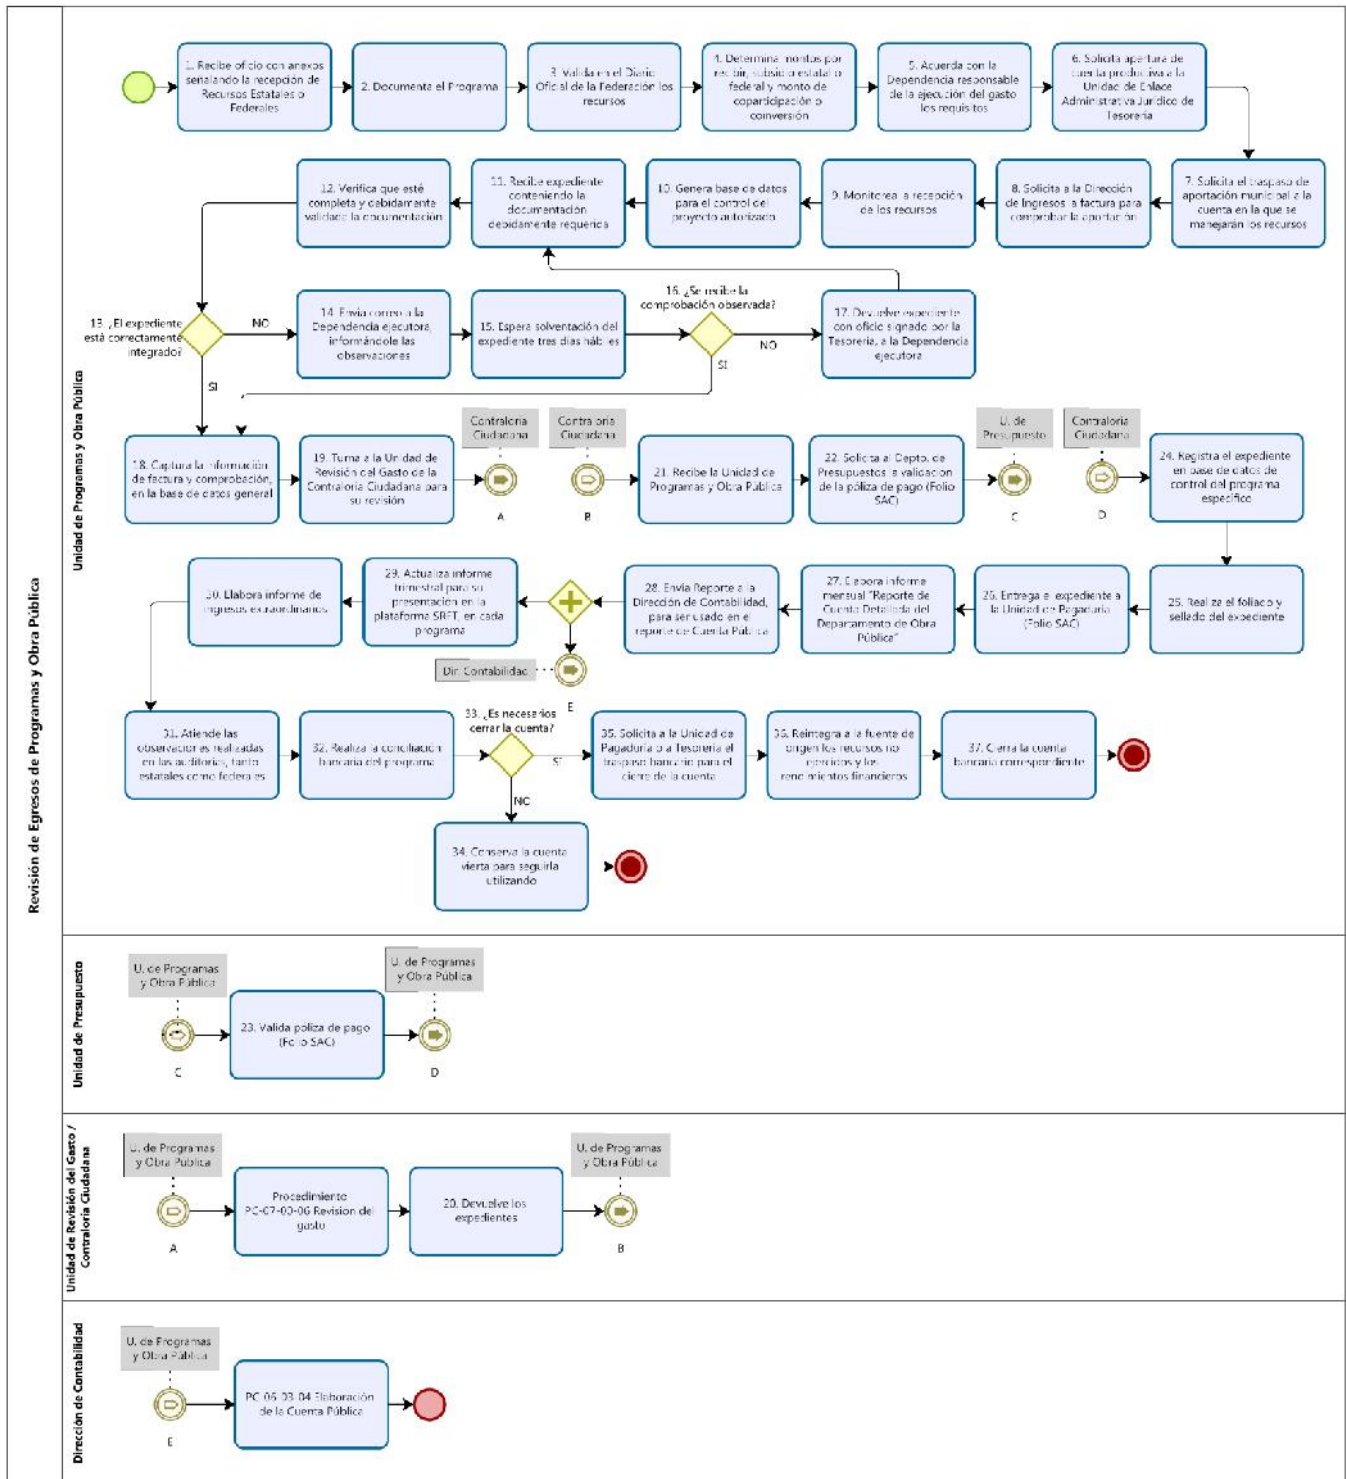 Revisión de Egresos de Programas y Obra Pública
Unidad de Programas y Obra Pública
1. Recibe oficio con anexos
señalando la recepción de
Recursos Estatales o
Federales
2. Documenta el Programa
3. Valida en el Diario
Oficial de la Federación los
recursos
4. Determina montos por
recibir, subsidio estatal o
federal y monto de
coparticipación o
coinversión
5. Acuerda con la
Dependencia responsable
de la ejecución del gasto
los requisitos
6. Solicita apertura de
cuenta productiva a la
Unidad de Enlace
Administrativa Jurídico de
Tesorería
7. Solicita el traspaso de
aportación municipal a la
cuenta en la que se
manejarán los recursos
8. Solicita a la Dirección
de Ingresos la factura para
comprobar la aportación
9. Monitorea la recepción
de los recursos
10. Genera base de datos
para el control del
proyecto autorizado
11. Recibe expediente
conteniendo la
documentación
debidamente requerida
12. Verifica que esté
completa y debidamente
validada la documentación
13. ¿El expediente
está correctamente
integrado?
NO
SI
14. Envía correo a la
Dependencia ejecutora,
informándole las
observaciones
15. Espera solventación del
expediente tres días hábiles
16. ¿Se recibe la
comprobación observada?
NO
SI
17. Devuelve expediente
con oficio signado por la
Tesorería, a la Dependencia
ejecutora
18. Captura la información
de factura y comprobación,
en la base de datos general
19. Turna a la Unidad de
Revisión del Gasto de la
Contraloría Ciudadana para
su revisión
Contraloría
Ciudadana
A
Contraloría
Ciudadana
B
21. Recibe la Unidad de
Programas y Obra Pública
22. Solicita al Depto. de
Presupuestos la validación
de la póliza de pago (Folio
SAC)
U. de
Presupuesto
C
Contraloría
Ciudadana
D
24. Registra el expediente
en base de datos de
control del programa
específico
25. Realiza el foliado y
sellado del expediente
26. Entrega el expediente a
la Unidad de Pagaduría
(Folio SAC)
27. Elabora informe
mensual "Reporte de
Cuenta Detallada del
Departamento de Obra
Pública"
28. Envía Reporte a la
Dirección de Contabilidad,
para ser usado en el
reporte de Cuenta Pública
Dir. Contabilidad
E
29. Actualiza informe
trimestral para su
presentación en la
plataforma SRFT, en cada
programa
30. Elabora informe de
ingresos extraordinarios
31. Atiende las
observaciones realizadas
en las auditorías, tanto
estatales como federales
32. Realiza la conciliación
bancaria del programa
33. ¿Es necesarios
cerrar la cuenta?
SI
NO
35. Solicita a la Unidad de
Pagaduría o a Tesorería el
traspaso bancario para el
cierre de la cuenta
36. Reintegra a la fuente de
origen los recursos no
ejercidos y los
rendimientos financieros
37. Cierra la cuenta
bancaria correspondiente
34. Conserva la cuenta
vierta para seguirla
utilizando
Unidad de Presupuesto
U. de Programas
y Obra Pública
C
23. Valida póliza de pago
(Folio SAC)
U. de Programas
y Obra Pública
D
Unidad de Revisión del Gasto /
Contraloría Ciudadana
U. de Programas
y Obra Pública
A
Procedimiento
PC-07-00-06 Revisión del
gasto
20. Devuelve los
expedientes
U. de Programas
y Obra Pública
B
Dirección de Contabilidad
U. de Programas
y Obra Pública
E
PC-06-03-04 Elaboración
de la Cuenta Pública